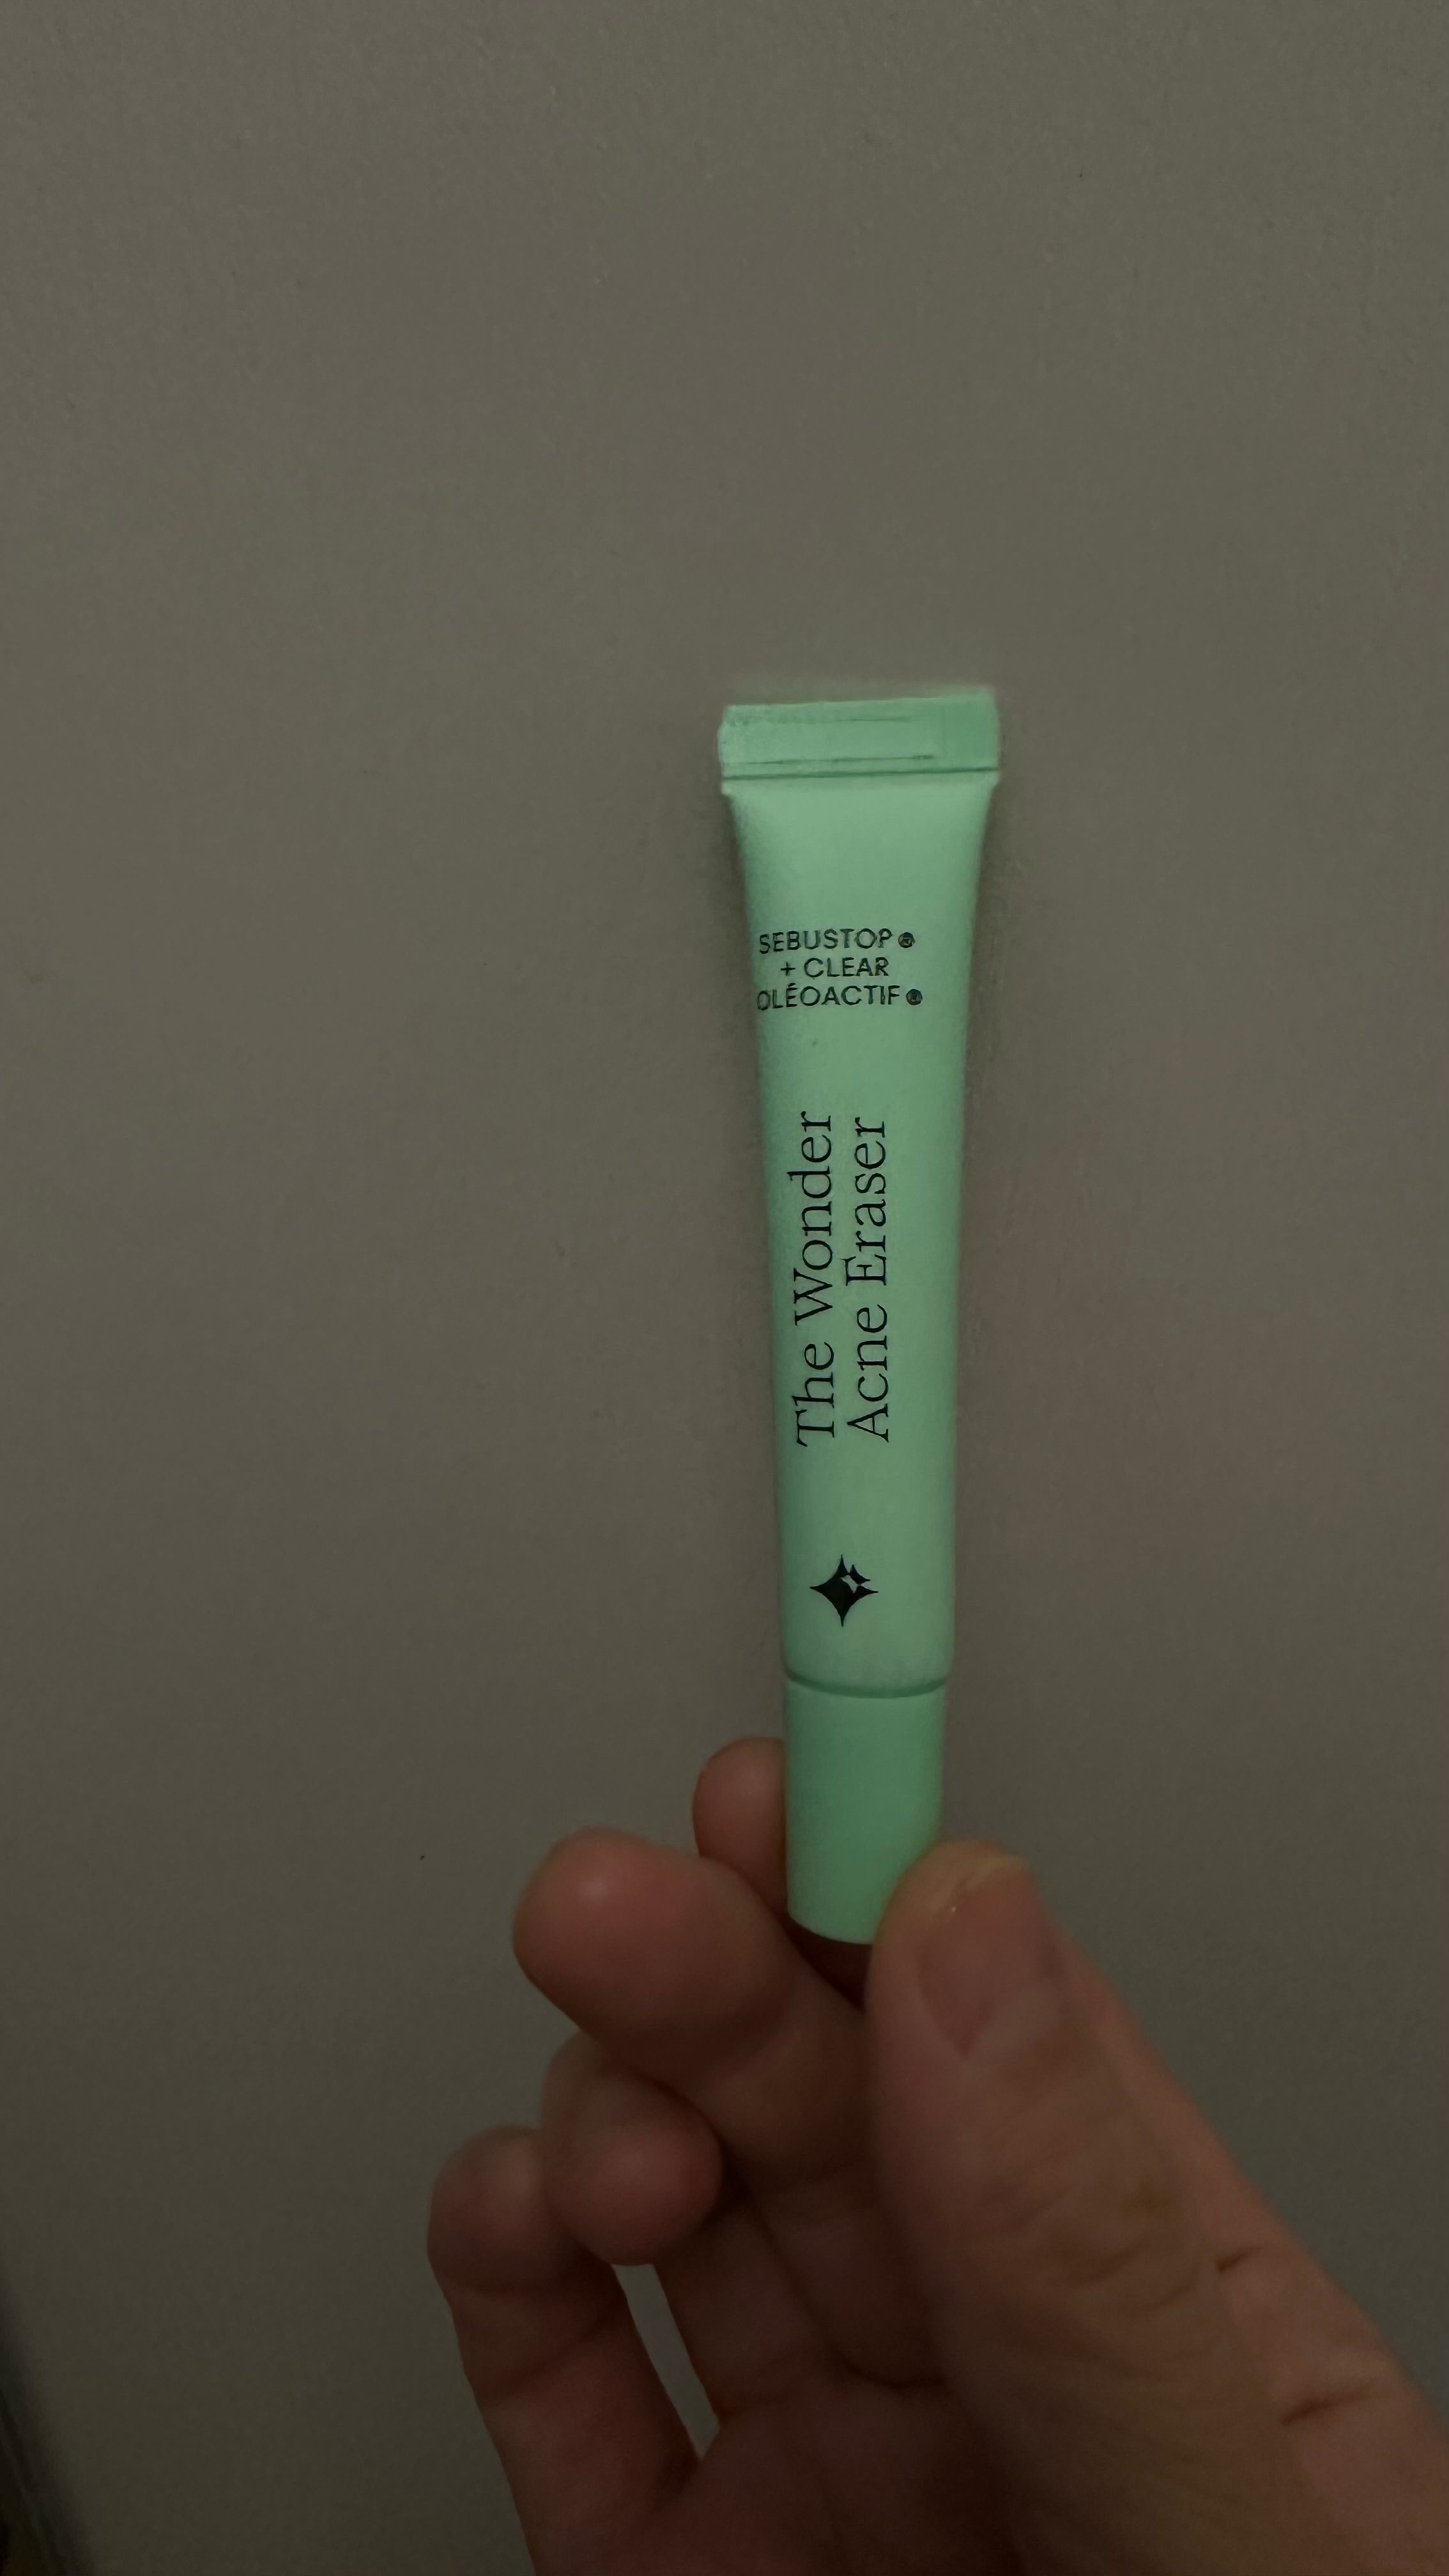 SEBUSTOP®
+ CLEAR
OLÉOACTIF®
The Wonder
Acne Eraser